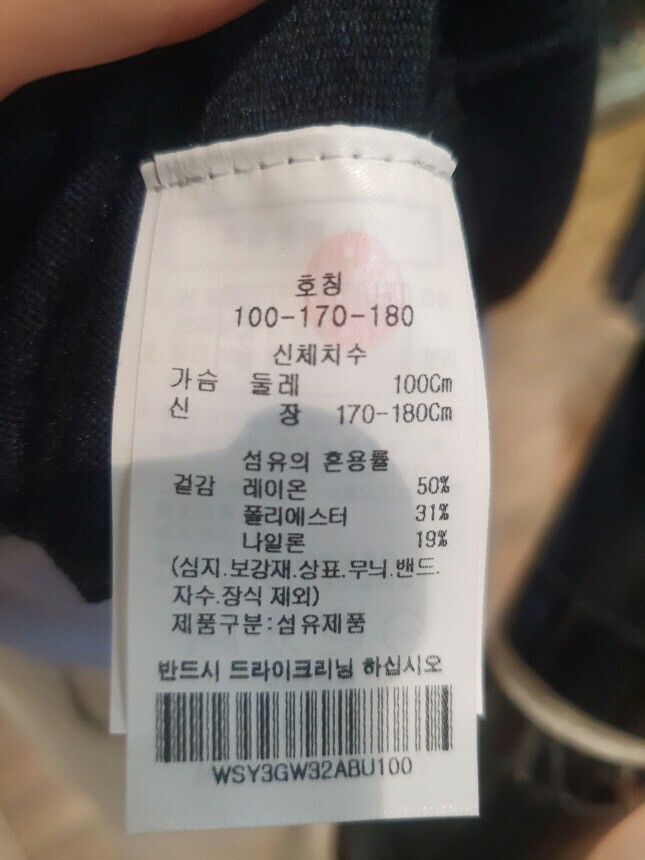 호칭
100-170-180
신체치수
가슴 둘레 100Cm
신 장 170-180Cm
섬유의 혼용률
겉감 레이온 50%
폴리에스터 31%
나일론 19%
(심지.보강재.상표.무늬.밴드.
자수.장식 제외)
제품구분:섬유제품
반드시 드라이크리닝 하십시오
WSY3GW32ABU100